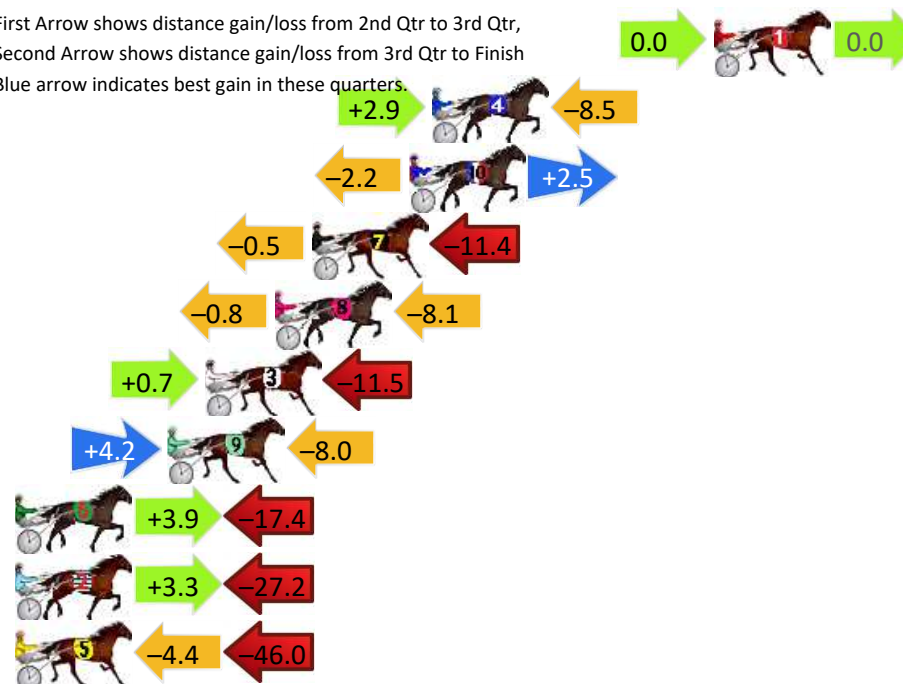 First Arrow shows distance gain/loss from 2nd Qtr to 3rd Qtr,
Second Arrow shows distance gain/loss from 3rd Qtr to Finish
Blue arrow indicates best gain in these quarters.
0.0 1 0.0
+2.9 4 −8.5
−2.2 10 +2.5
−0.5 7 −11.4
−0.8 8 −8.1
+0.7 3 −11.5
+4.2 9 −8.0
6 +3.9 −17.4
2 +3.3 −27.2
5 −4.4 −46.0